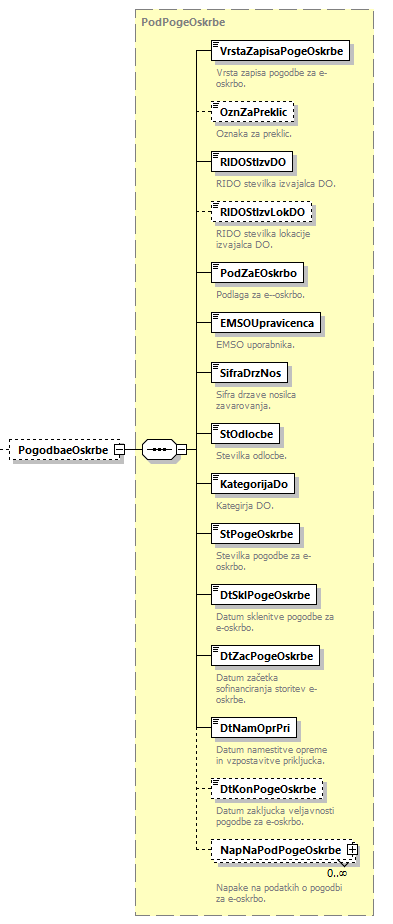 PodPogeOskrbe
VrstaZapisaPogeOskrbe
Vrsta zapisa pogodbe za e-
oskrbo.
OznZaPreklic
Oznaka za preklic.
RIDOStIzvDO
RIDO stevilka izvajalca DO.
RIDOStIzvLokDO
RIDO stevilka lokacije
izvajalca DO.
PodZaEOskrbo
Podlaga za e--oskrbo.
EMSOUpravicenca
EMSO uporabnika.
SifraDrzNos
Sifra drzave nosilca
zavarovanja.
PogodbaeOskrbe
StOdlocbe
Stevilka odlocbe.
KategorijaDo
Kategirja DO.
StPogeOskrbe
Stevilka pogodbe za e-
oskrbo.
DtSklPogeOskrbe
Datum sklenitve pogodbe za
e-oskrbo.
DtZacPogeOskrbe
Datum začetka
sofinanciranja storitev e-
oskrbe.
DtNamOprPri
Datum namestitve opreme
in vzpostavitve prikljucka.
DtKonPogeOskrbe
Datum zakljucka veljavnosti
pogodbe za e-oskrbo.
NapNaPodPogeOskrbe
0..∞
Napake na podatkih o pogodbi
za e-oskrbo.